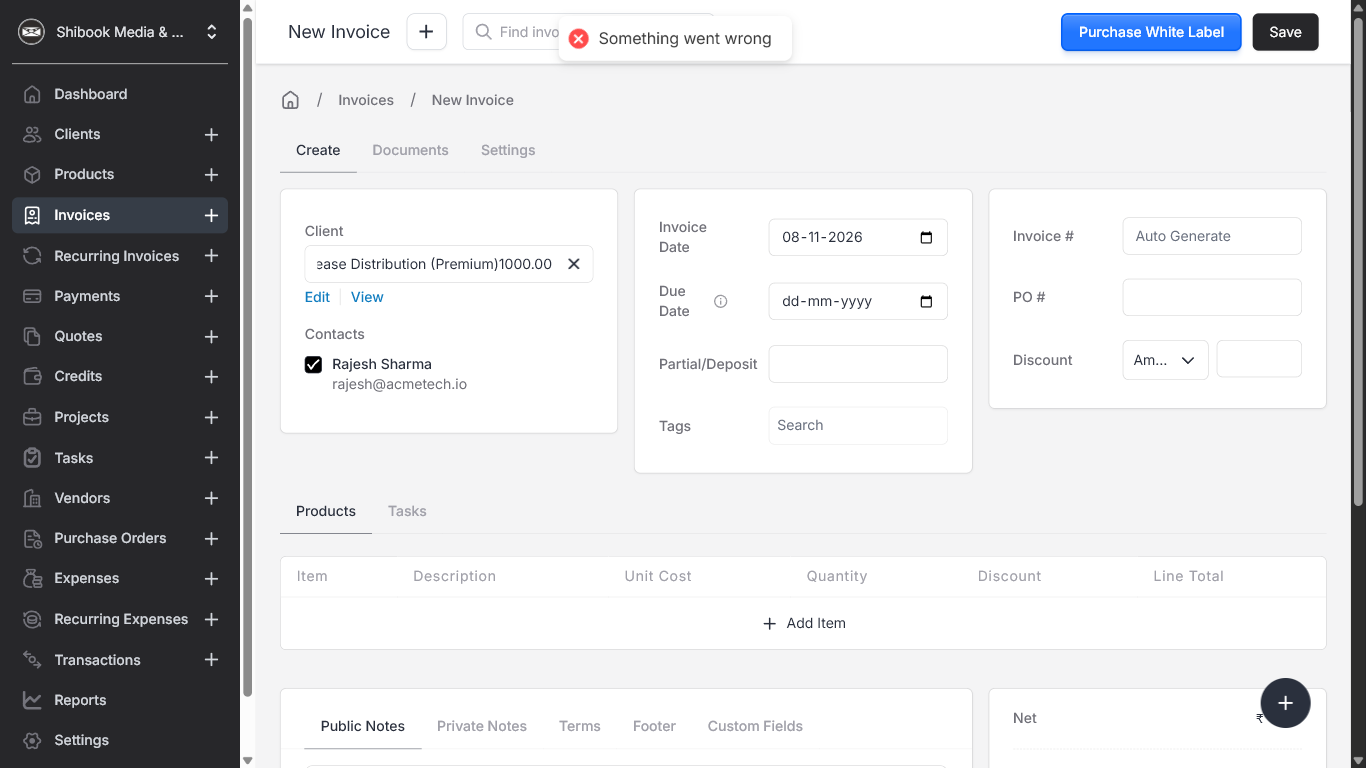 Shibook Media & ...
New Invoice
Something went wrong
Purchase White Label
Save
Dashboard
Clients
Products
Invoices
Recurring Invoices
Payments
Quotes
Credits
Projects
Tasks
Vendors
Purchase Orders
Expenses
Recurring Expenses
Transactions
Reports
Settings
/ Invoices / New Invoice
Create Documents Settings
Client
ease Distribution (Premium)1000.00
Edit View
Contacts
Rajesh Sharma
rajesh@acmetech.io
Invoice Date 08-11-2026
Due Date dd-mm-yyyy
Partial/Deposit
Tags Search
Invoice # Auto Generate
PO #
Discount Am...
Products Tasks
Item Description Unit Cost Quantity Discount Line Total
+ Add Item
Public Notes Private Notes Terms Footer Custom Fields
Net ₹